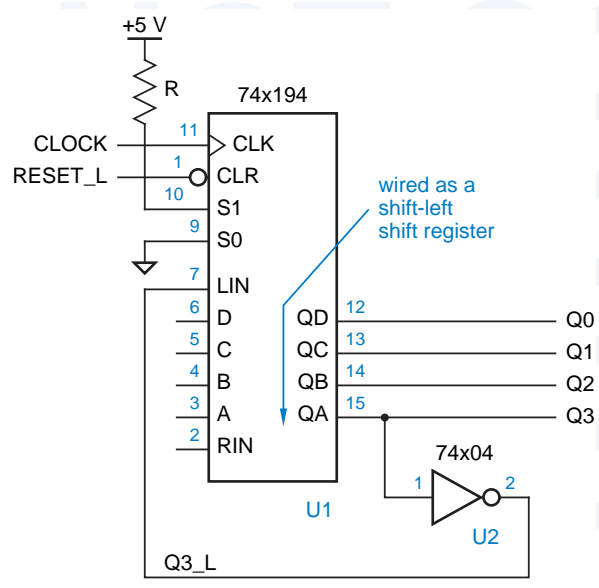 +5 V
R
74x194
CLOCK
11
CLK
RESET_L
1
CLR
10
S1
9
S0
wired as a
shift-left
shift register
7
LIN
6
D
QD
12
Q0
5
C
QC
13
Q1
4
B
QB
14
Q2
3
A
QA
15
Q3
2
RIN
74x04
1
2
U1
U2
Q3_L